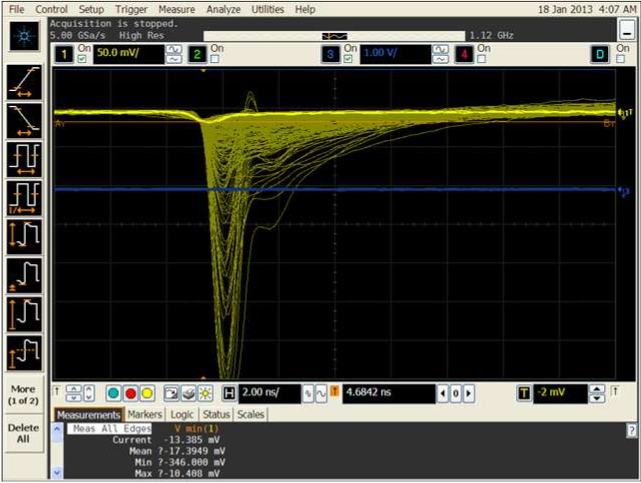 File Control Setup Trigger Measure Analyze Utilities Help 18 Jan 2013 4:07 AM
Acquisition is stopped.
5.00 GSa/s High Res 1.12 GHz
1 On 50.0 mV/ 2 On 3 On 1.00 V/ 4 On D On
More
(1 of 2)
Delete
All
H 2.00 ns/ T 4.6842 ns 0 T -2 mV
Measurements Markers Logic Status Scales
Meas All Edges V min(1)
Current -13.385 mV
Mean ?-17.3949 mV
Min ?-346.000 mV
Max ?-10.408 mV